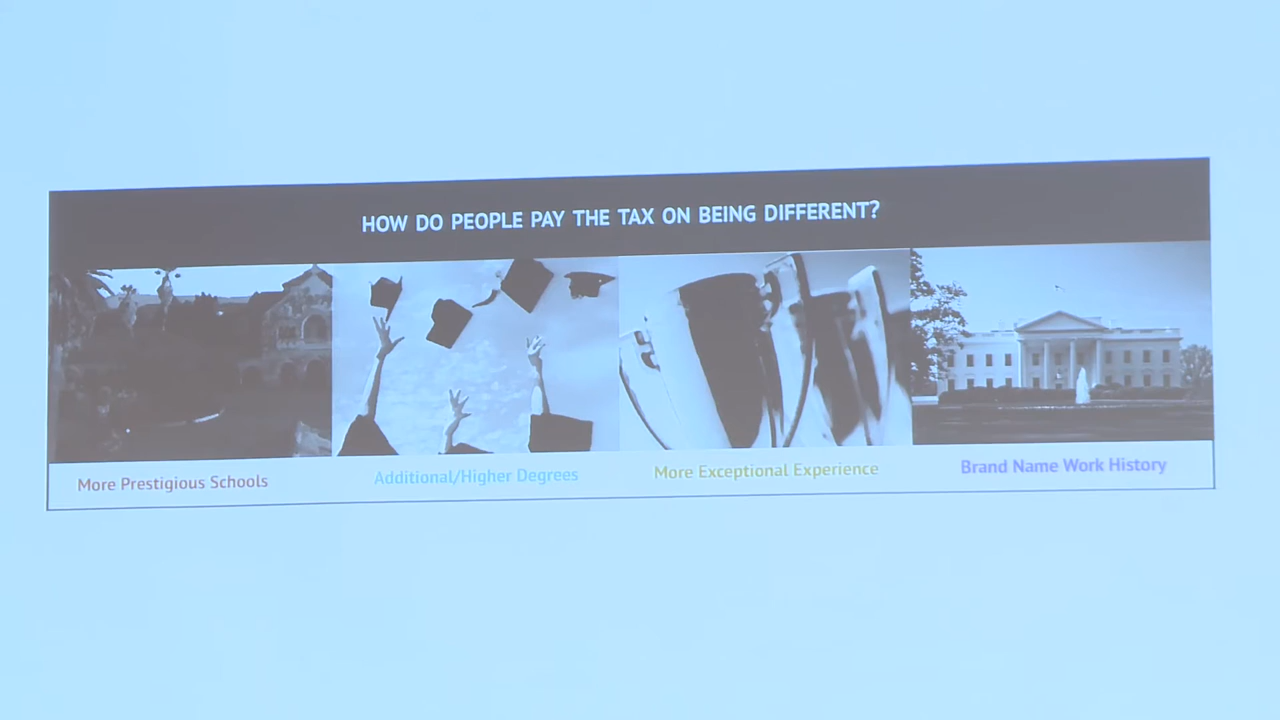 HOW DO PEOPLE PAY THE TAX ON BEING DIFFERENT?
More Prestigious Schools
Additional/Higher Degrees
More Exceptional Experience
Brand Name Work History